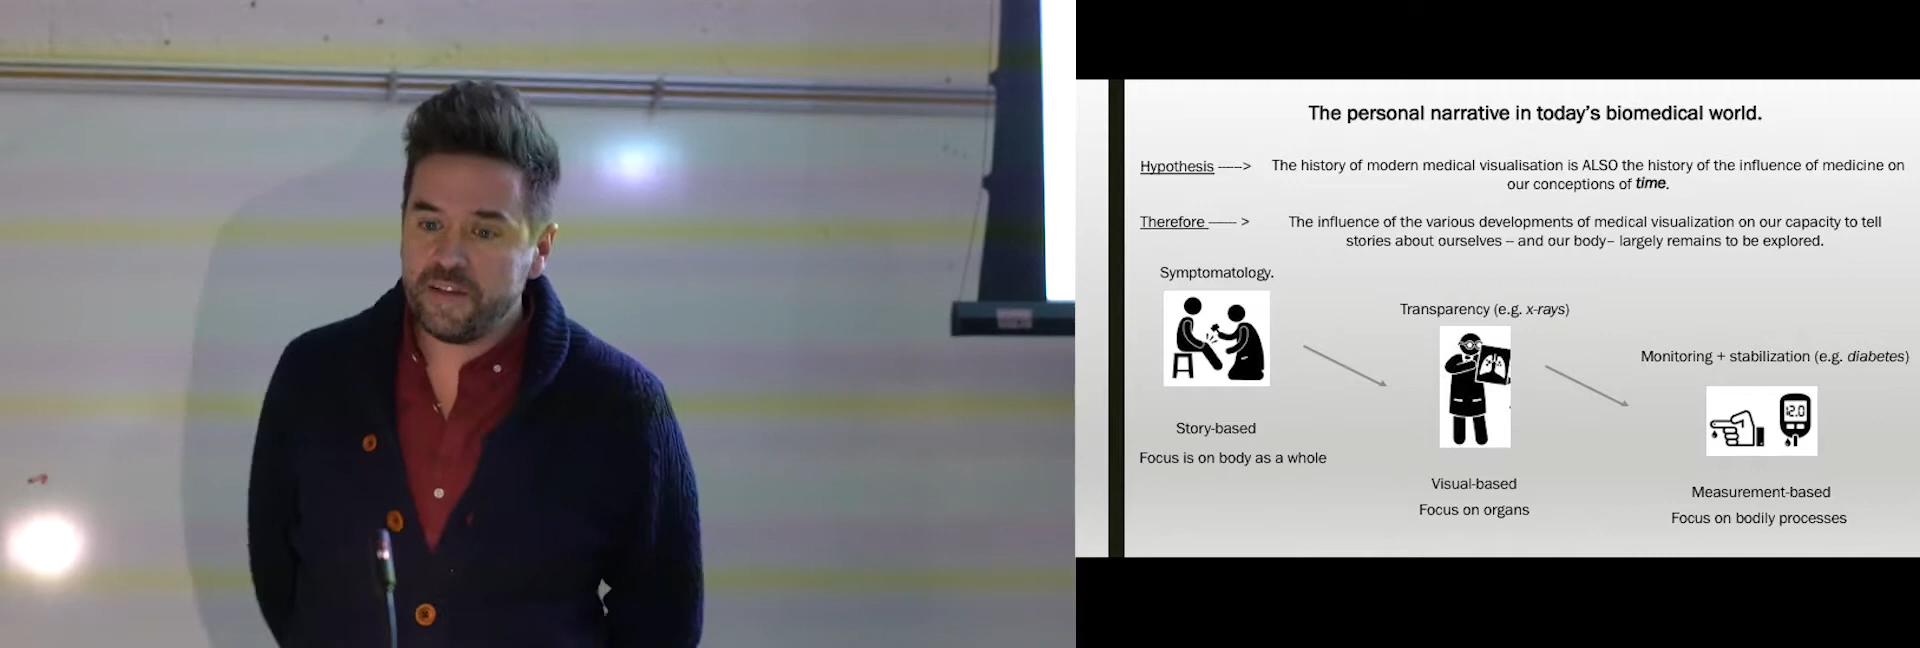 The personal narrative in today's biomedical world.
Hypothesis -----> The history of modern medical visualisation is ALSO the history of the influence of medicine on
our conceptions of time.
Therefore ----- > The influence of the various developments of medical visualization on our capacity to tell
stories about ourselves – and our body– largely remains to be explored.
Symptomatology.
Transparency (e.g. x-rays)
Monitoring + stabilization (e.g. diabetes)
12.0
Story-based
Focus is on body as a whole
Visual-based
Focus on organs
Measurement-based
Focus on bodily processes